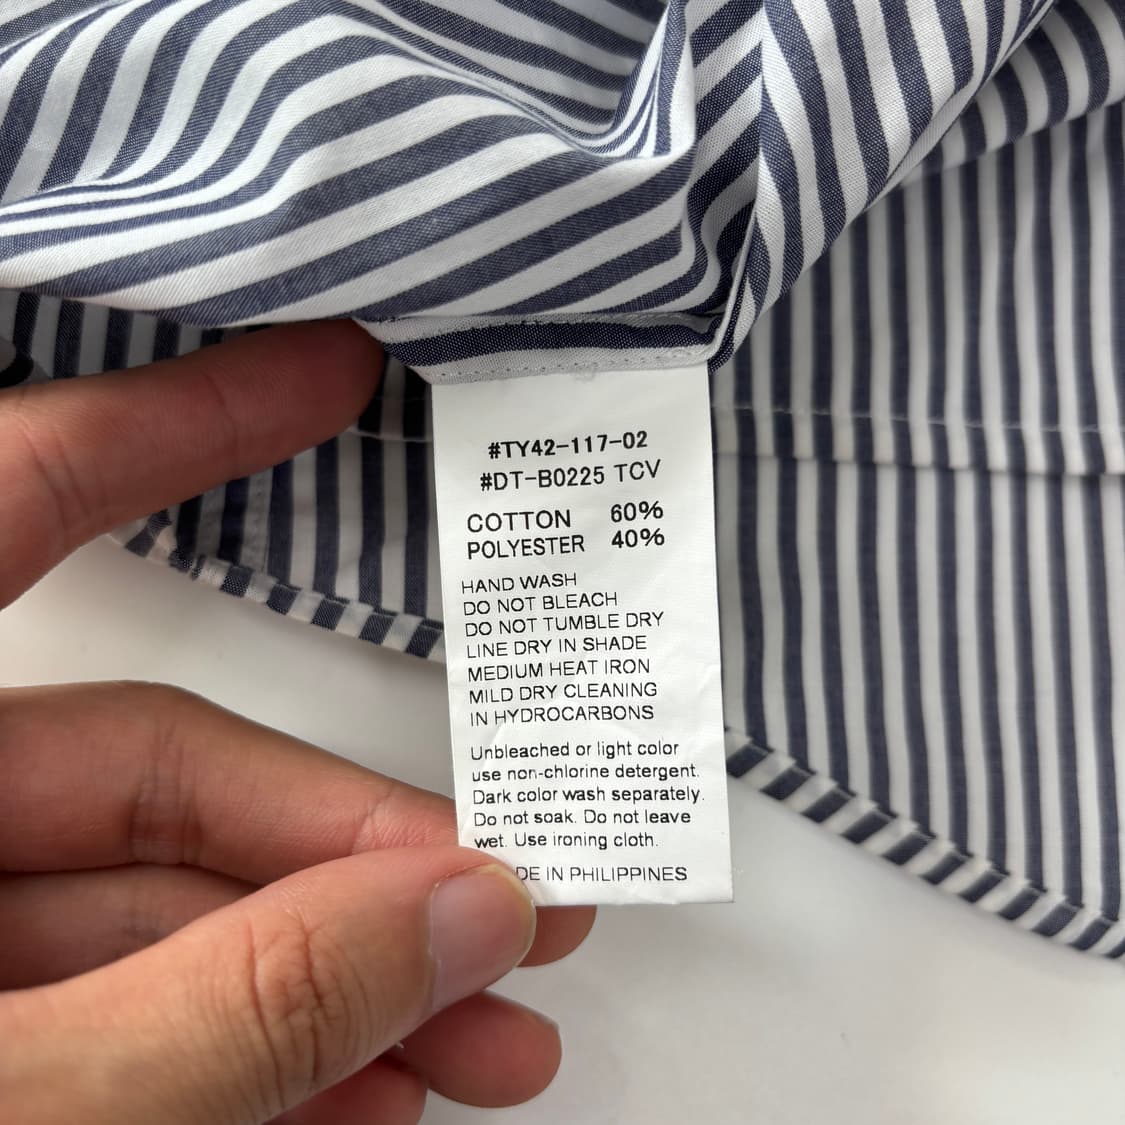 #TY42-117-02
#DT-B0225 TCV
COTTON 60%
POLYESTER 40%
HAND WASH
DO NOT BLEACH
DO NOT TUMBLE DRY
LINE DRY IN SHADE
MEDIUM HEAT IRON
MILD DRY CLEANING
IN HYDROCARBONS
Unbleached or light color
use non-chlorine detergent.
Dark color wash separately.
Do not soak. Do not leave
wet. Use ironing cloth.
DE IN PHILIPPINES